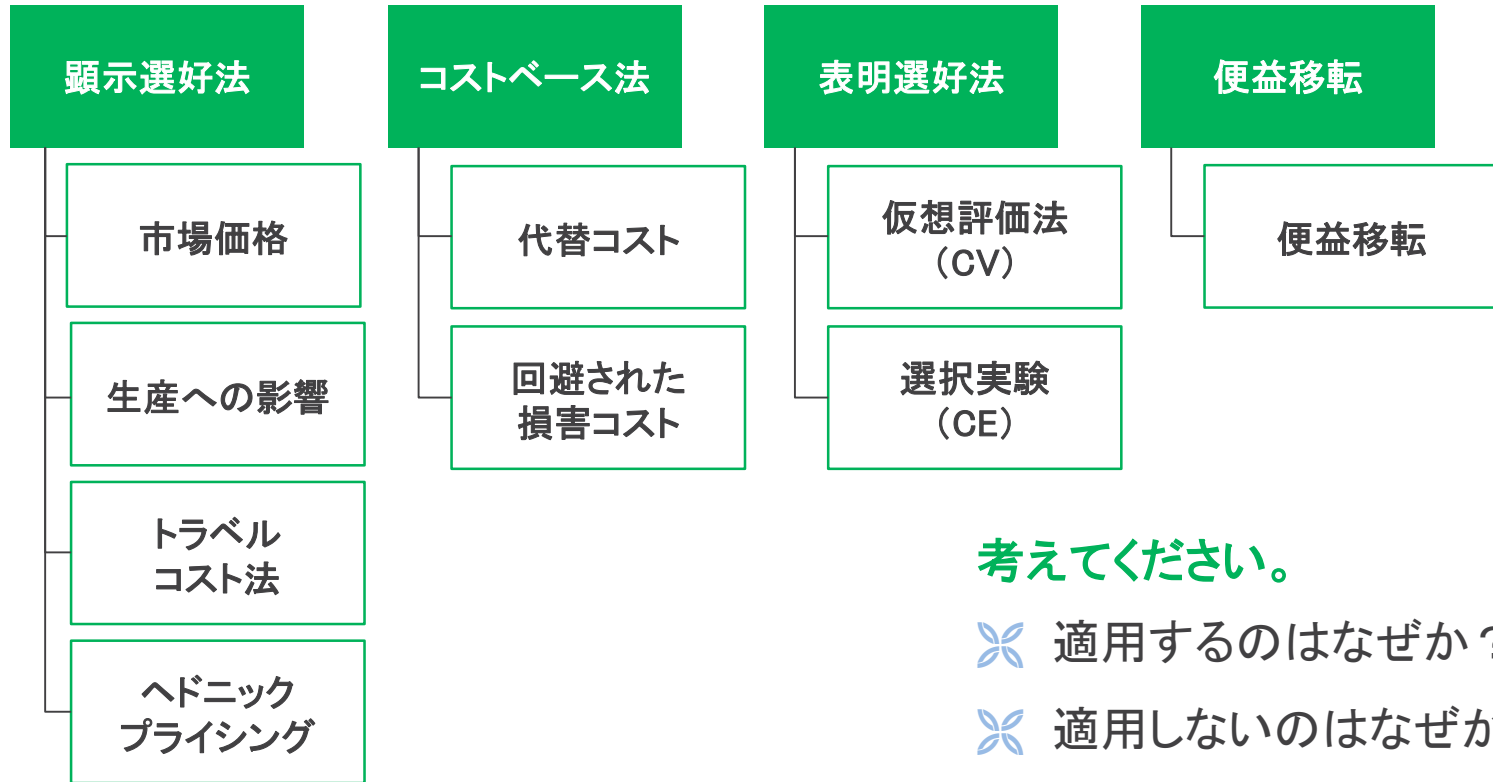 顕示選好法
市場価格
生産への影響
トラベル
コスト法
ヘドニック
プライシング
コストベース法
代替コスト
回避された
損害コスト
表明選好法
仮想評価法
（CV）
選択実験
（CE）
便益移転
便益移転
考えてください。
適用するのはなぜか？
適用しないのはなぜか